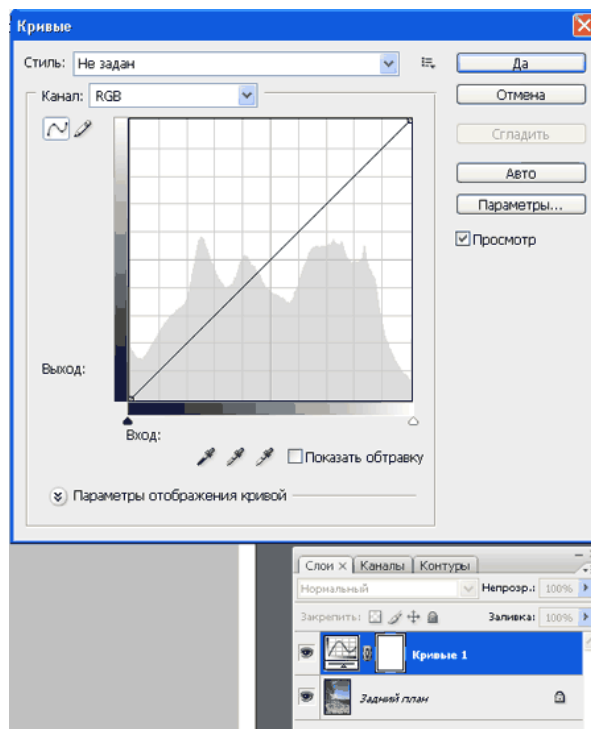 Кривые
Стиль: Не задан
Да
Канал: RGB
Отмена
Сгладить
Авто
Параметры...
Просмотр
Выход:
Вход:
Показать обтравку
Параметры отображения кривой
Слои × Каналы Контуры
Нормальный Непрозр.: 100%
Закрепить: Заливка: 100%
Кривые 1
Задний план